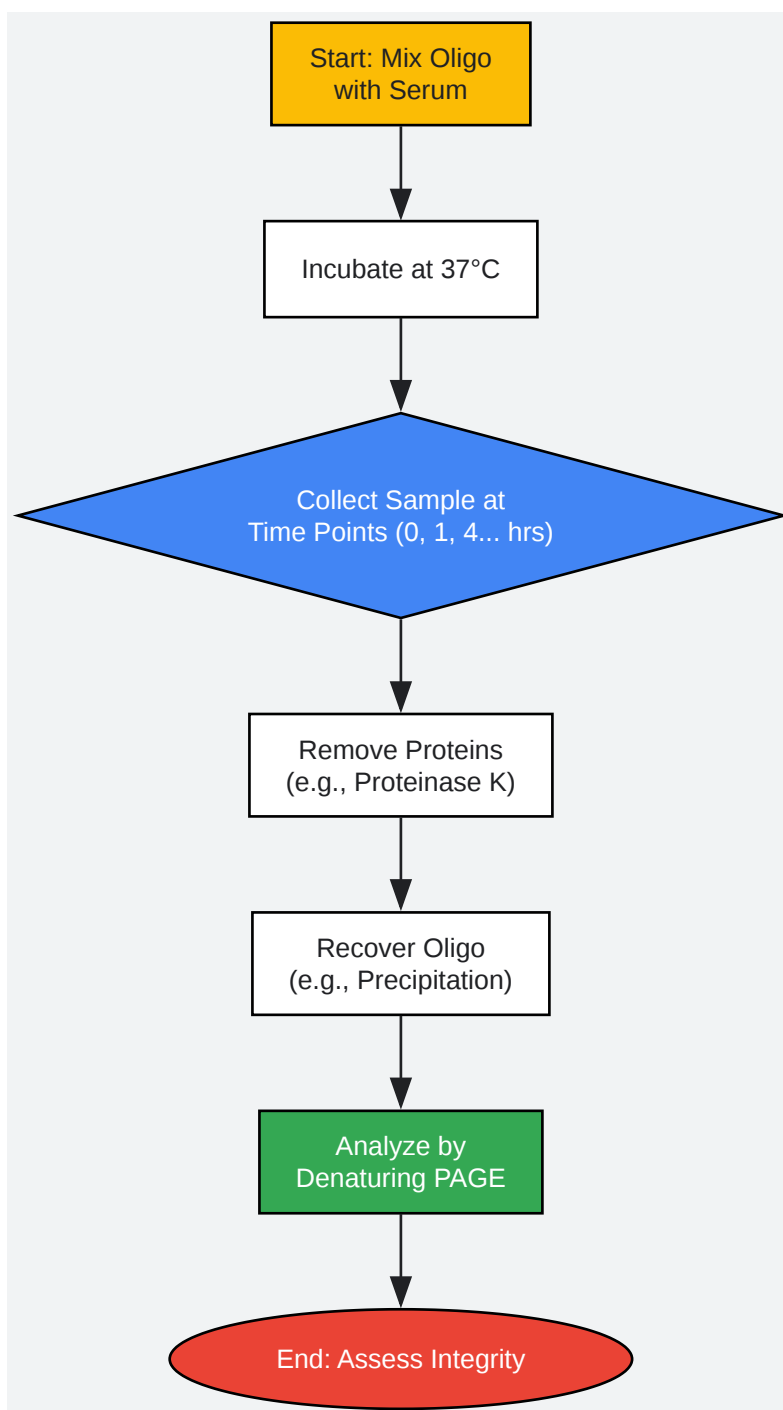 Start: Mix Oligo
with Serum
Incubate at 37°C
Collect Sample at
Time Points (0, 1, 4... hrs)
Remove Proteins
(e.g., Proteinase K)
Recover Oligo
(e.g., Precipitation)
Analyze by
Denaturing PAGE
End: Assess Integrity